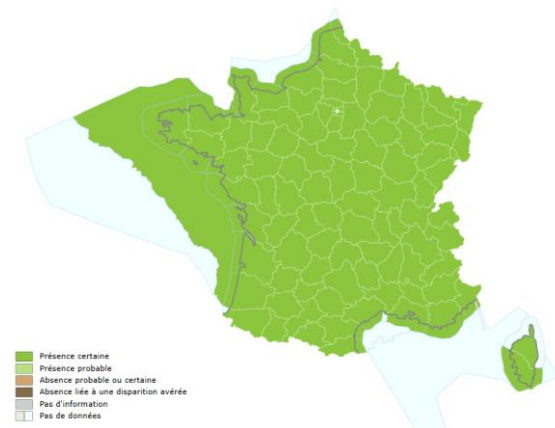 Présence certaine
Présence probable
Absence probable ou certaine
Absence liée à une disparition avérée
Pas d'information
Pas de données